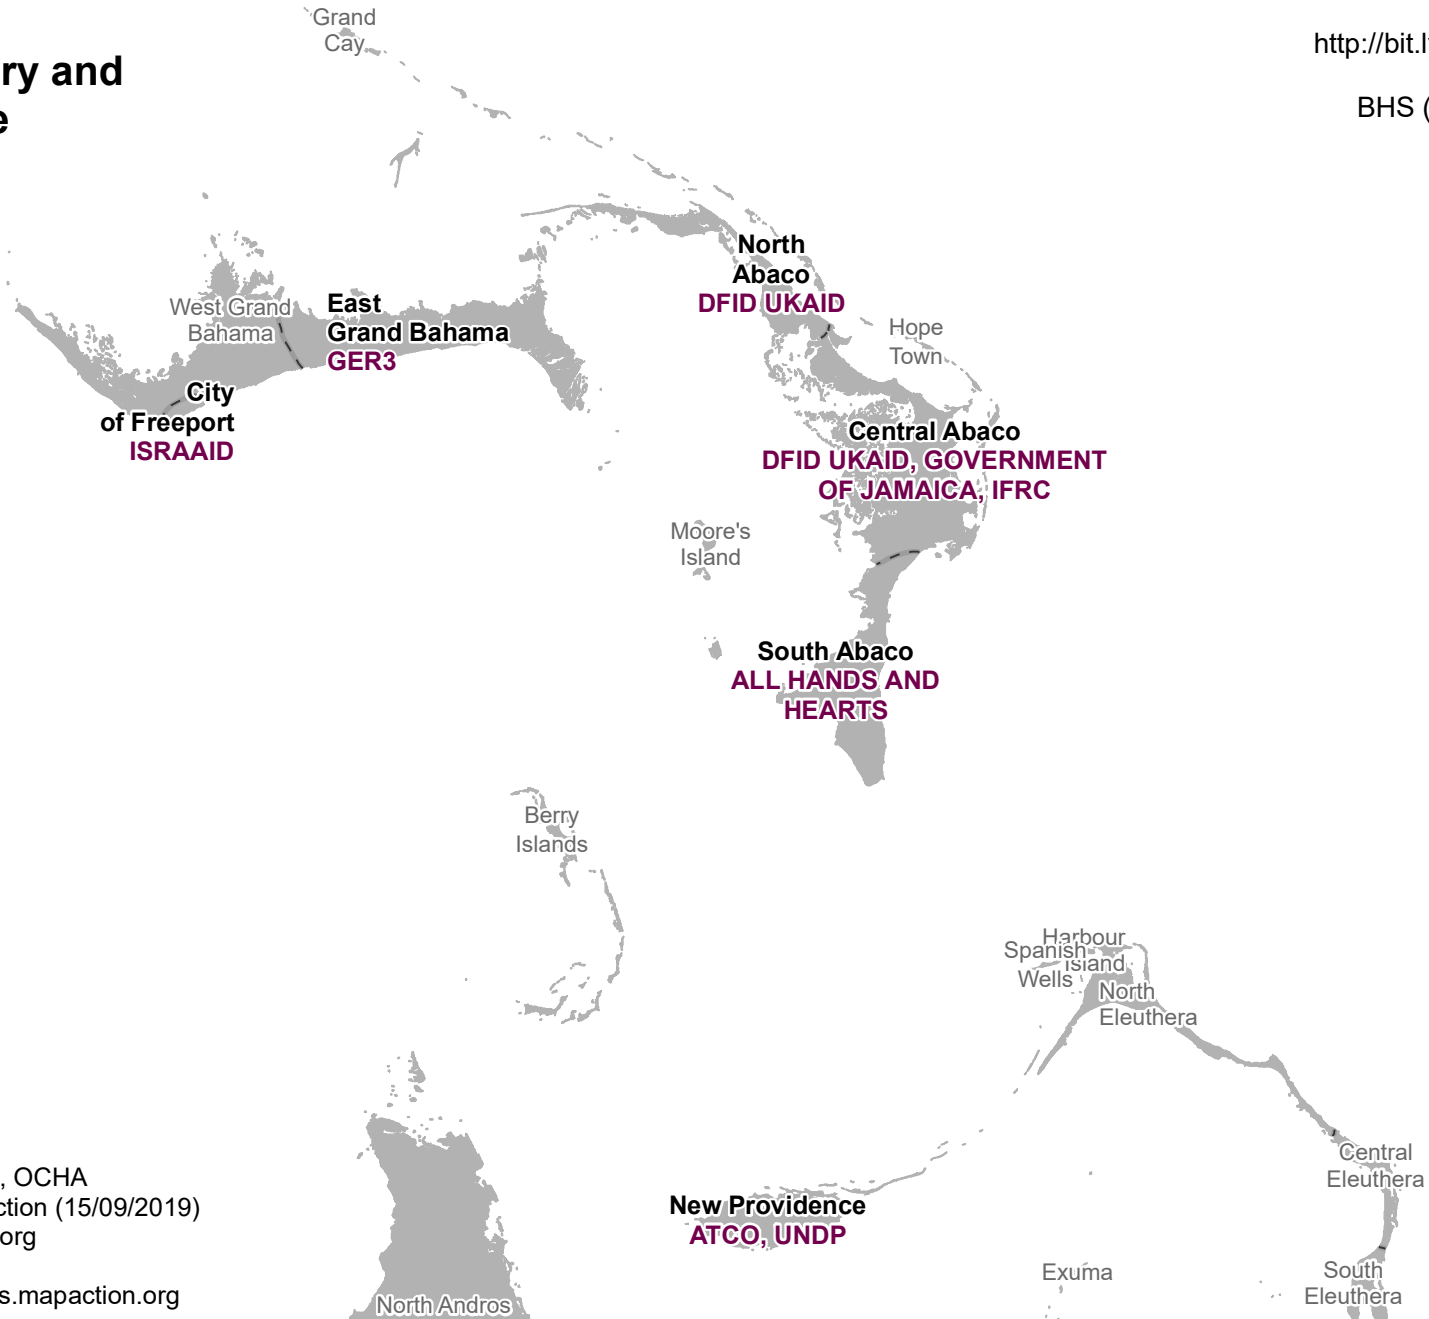 ry and
e
http://bit.l
BHS (
Grand
Cay
North
Abaco
DFID UKAID
Hope
Town
West Grand
Bahama
East
Grand Bahama
GER3
City
of Freeport
ISRAAID
Central Abaco
DFID UKAID, GOVERNMENT
OF JAMAICA, IFRC
Moore's
Island
South Abaco
ALL HANDS AND
HEARTS
Berry
Islands
Harbour
Island
Spanish
Wells
North
Eleuthera
Central
Eleuthera
New Providence
ATCO, UNDP
Exuma
South
Eleuthera
North Andros
, OCHA
ction (15/09/2019)
org
s.mapaction.org